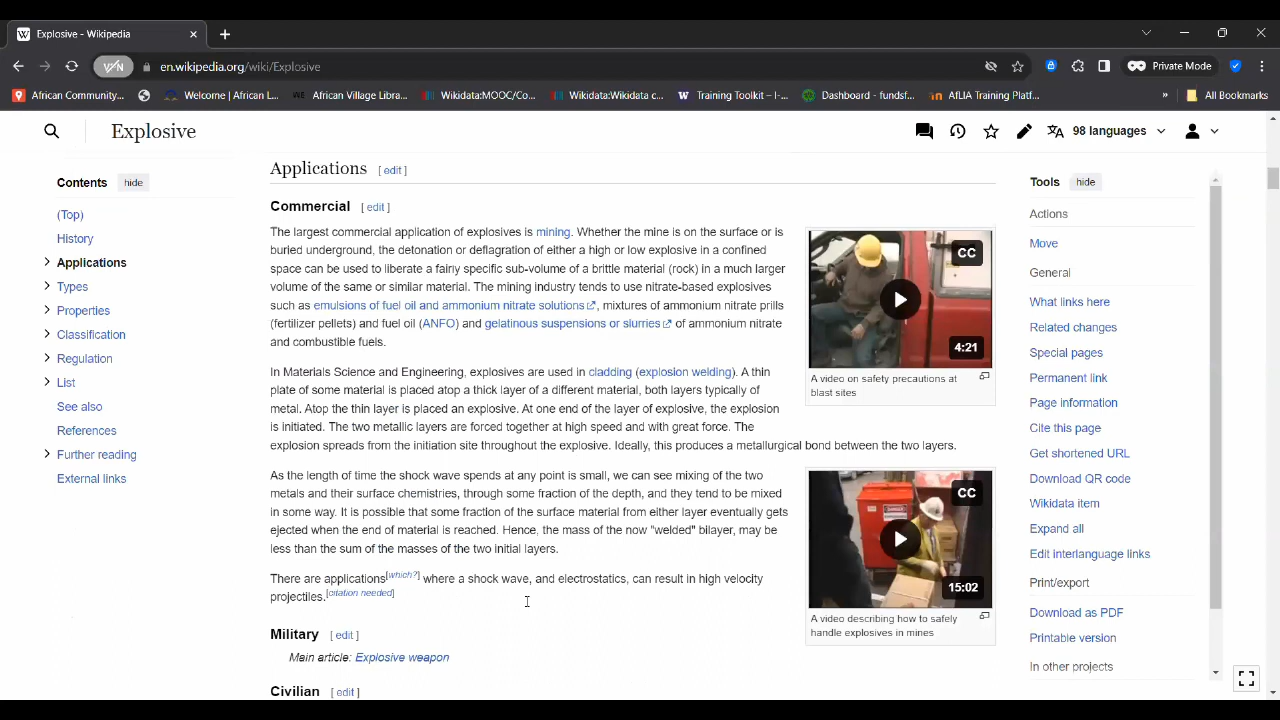 Explosive - Wikipedia
en.wikipedia.org/wiki/Explosive
Private Mode
African Community...
Welcome | African L...
African Village Libra...
Wikidata:MOOC/Co...
Wikidata:Wikidata c...
Training Toolkit – I-...
Dashboard - fundsf...
AfLIA Training Platf...
»
All Bookmarks
Explosive
98 languages
Contents hide
(Top)
History
Applications
Types
Properties
Classification
Regulation
List
See also
References
Further reading
External links
Applications [ edit ]
Commercial [ edit ]
The largest commercial application of explosives is mining. Whether the mine is on the surface or is
buried underground, the detonation or deflagration of either a high or low explosive in a confined
space can be used to liberate a fairly specific sub-volume of a brittle material (rock) in a much larger
volume of the same or similar material. The mining industry tends to use nitrate-based explosives
such as emulsions of fuel oil and ammonium nitrate solutions, mixtures of ammonium nitrate prills
(fertilizer pellets) and fuel oil (ANFO) and gelatinous suspensions or slurries of ammonium nitrate
and combustible fuels.
In Materials Science and Engineering, explosives are used in cladding (explosion welding). A thin
plate of some material is placed atop a thick layer of a different material, both layers typically of
metal. Atop the thin layer is placed an explosive. At one end of the layer of explosive, the explosion
is initiated. The two metallic layers are forced together at high speed and with great force. The
explosion spreads from the initiation site throughout the explosive. Ideally, this produces a metallurgical bond between the two layers.
As the length of time the shock wave spends at any point is small, we can see mixing of the two
metals and their surface chemistries, through some fraction of the depth, and they tend to be mixed
in some way. It is possible that some fraction of the surface material from either layer eventually gets
ejected when the end of material is reached. Hence, the mass of the now "welded" bilayer, may be
less than the sum of the masses of the two initial layers.
There are applications[which?] where a shock wave, and electrostatics, can result in high velocity
projectiles.[citation needed]
Military [ edit ]
Main article: Explosive weapon
Civilian [ edit ]
CC
4:21
A video on safety precautions at
blast sites
CC
15:02
A video describing how to safely
handle explosives in mines
Tools hide
Actions
Move
General
What links here
Related changes
Special pages
Permanent link
Page information
Cite this page
Get shortened URL
Download QR code
Wikidata item
Expand all
Edit interlanguage links
Print/export
Download as PDF
Printable version
In other projects